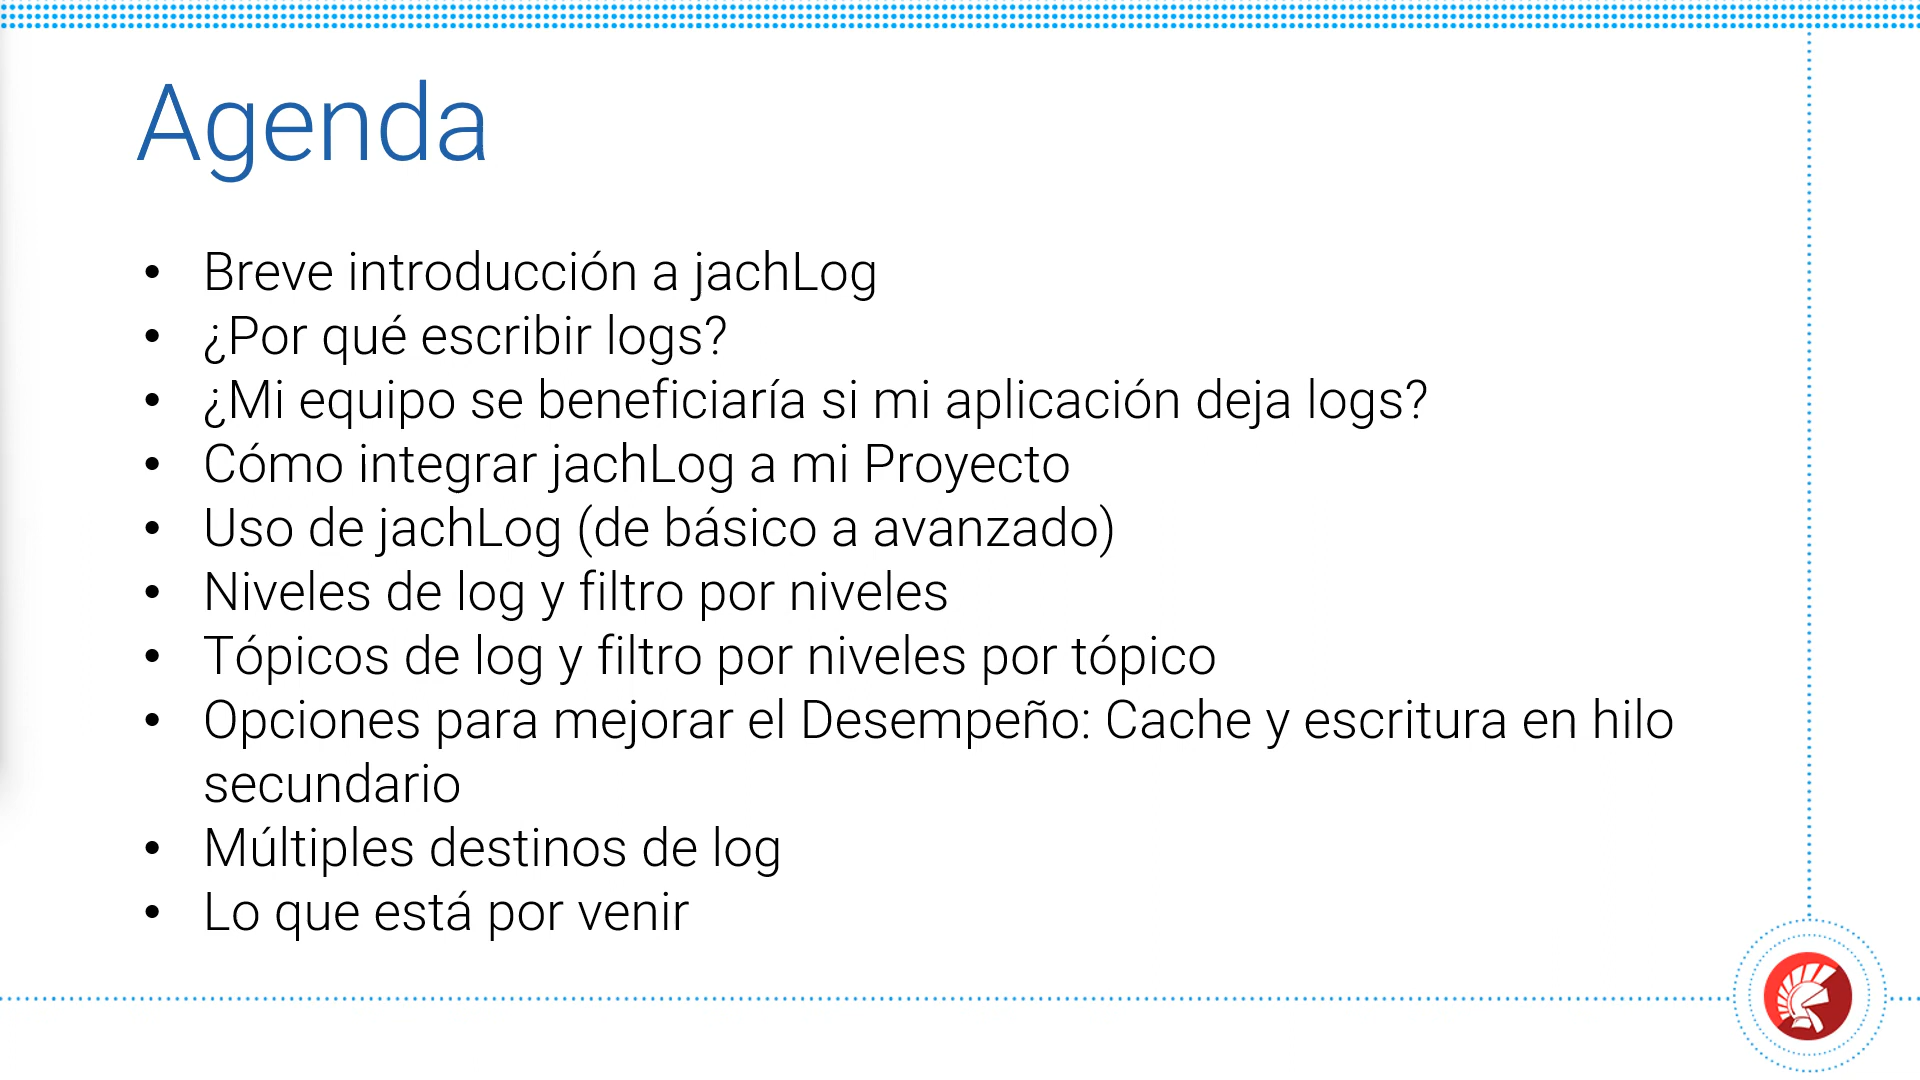 Agenda
• Breve introducción a jachLog
• ¿Por qué escribir logs?
• ¿Mi equipo se beneficiaría si mi aplicación deja logs?
• Cómo integrar jachLog a mi Proyecto
• Uso de jachLog (de básico a avanzado)
• Niveles de log y filtro por niveles
• Tópicos de log y filtro por niveles por tópico
• Opciones para mejorar el Desempeño: Cache y escritura en hilo
secundario
• Múltiples destinos de log
• Lo que está por venir